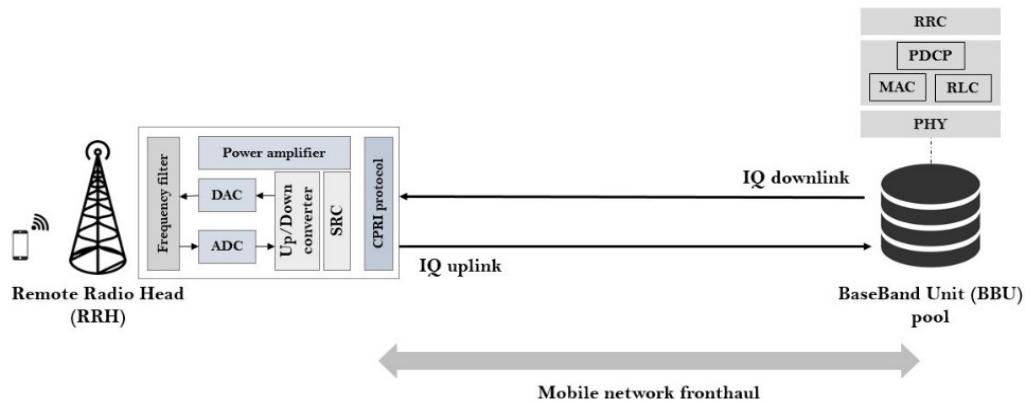 RRC
PDCP
MAC
RLC
PHY
Power amplifier
Frequency filter
DAC
ADC
Up/Down
converter
SRC
CPRI protocol
IQ downlink
IQ uplink
Remote Radio Head
(RRH)
BaseBand Unit (BBU)
pool
Mobile network fronthaul